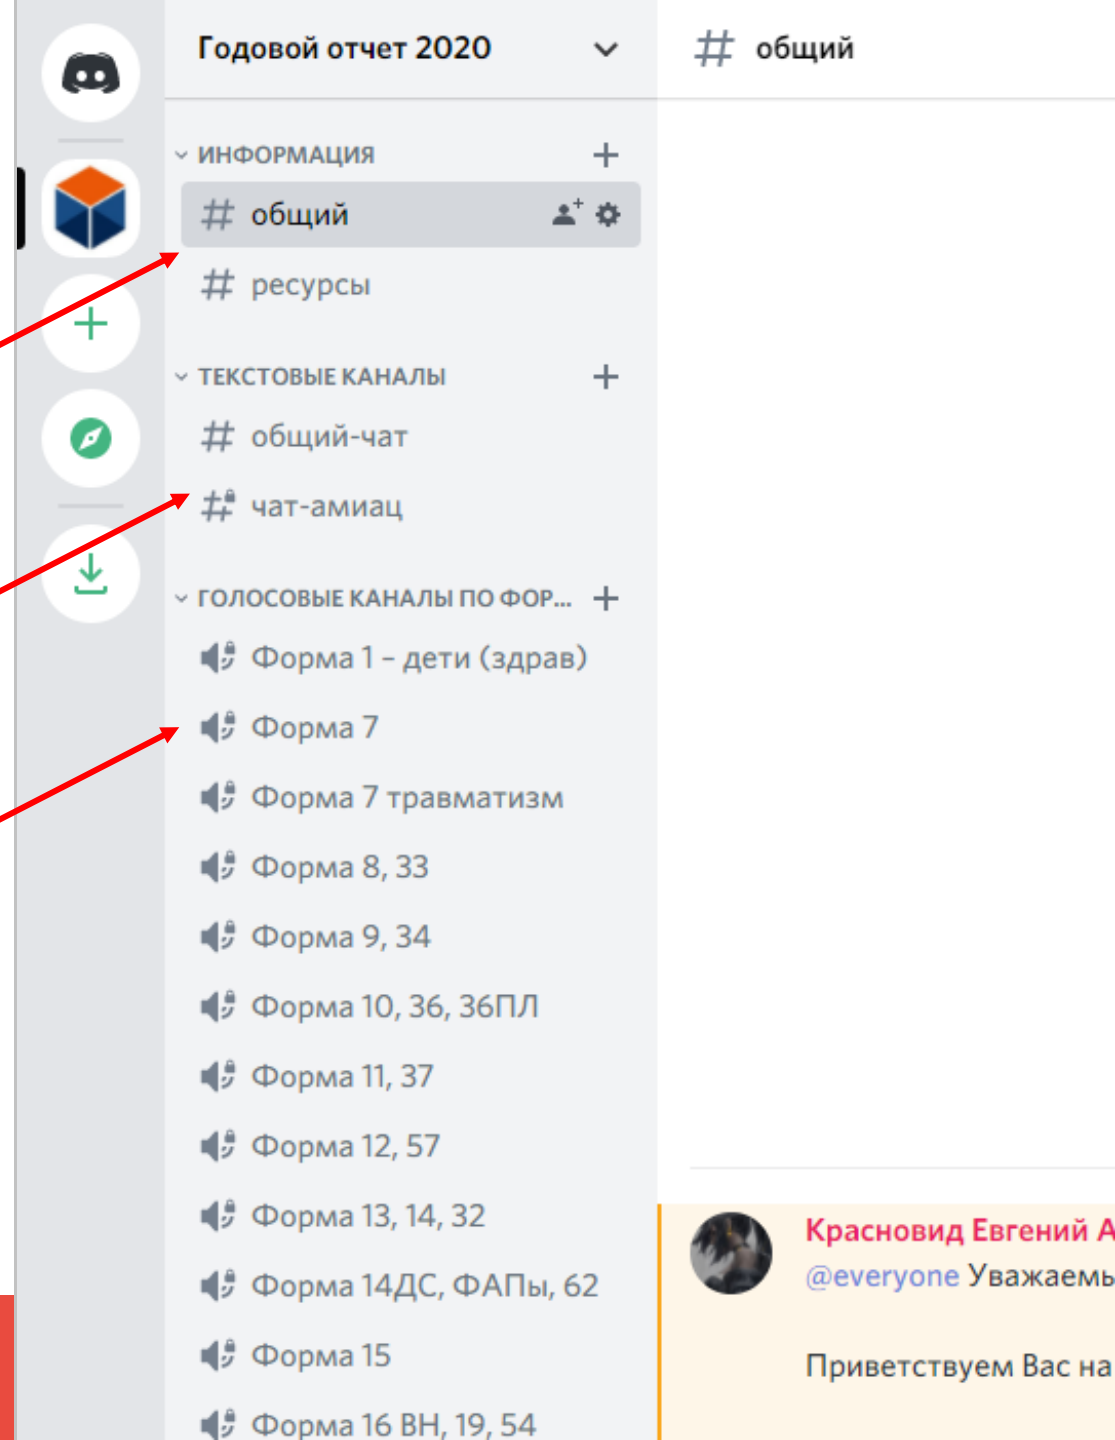 Годовой отчет 2020
общий
ИНФОРМАЦИЯ
общий
ресурсы
ТЕКСТОВЫЕ КАНАЛЫ
общий-чат
чат-амиац
ГОЛОСОВЫЕ КАНАЛЫ ПО ФОР...
Форма 1 – дети (здрав)
Форма 7
Форма 7 травматизм
Форма 8, 33
Форма 9, 34
Форма 10, 36, 36ПЛ
Форма 11, 37
Форма 12, 57
Форма 13, 14, 32
Форма 14ДС, ФАПы, 62
Форма 15
Форма 16 ВН, 19, 54
Красновид Евгений А
@everyone Уважаемы
Приветствуем Вас на